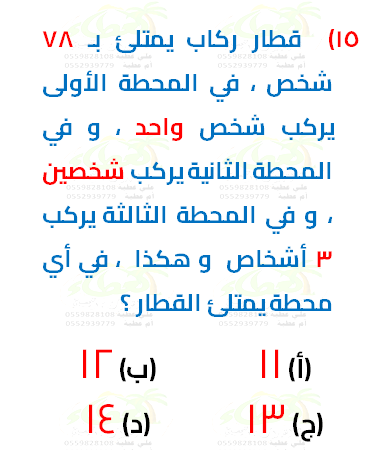 ١٥) قطار ركاب يمتلئ بـ ٧٨
شخص ، في المحطة الأولى
يركب شخص واحد ، و في
المحطة الثانية يركب شخصين
، و في المحطة الثالثة يركب
٣ أشخاص و هكذا ، في أي
محطة يمتلئ القطار ؟
(أ) ١١ (ب) ١٢
(ج) ١٣ (د) ١٤